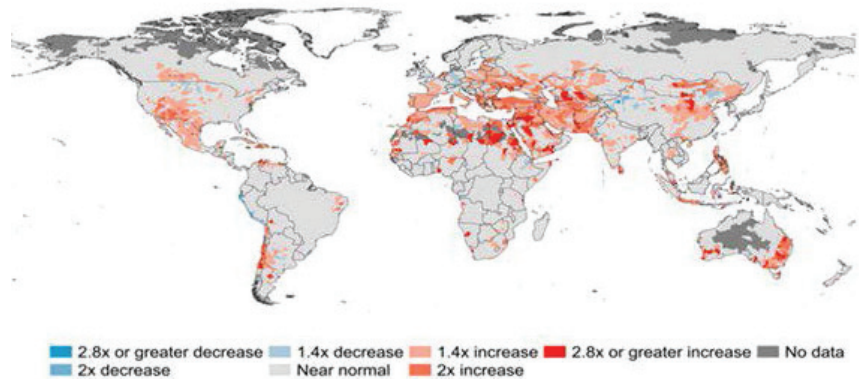 2.8x or greater decrease 1.4x decrease 1.4x increase 2.8x or greater increase No data
2x decrease Near normal 2x increase